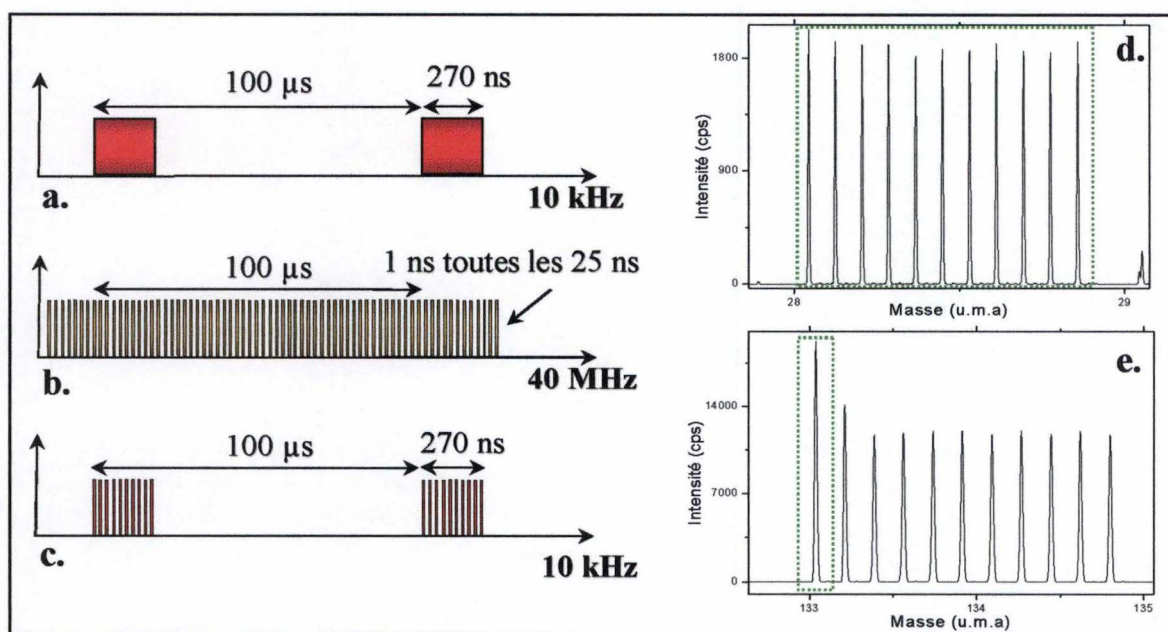 100 µs
270 ns
a.
10 kHz
100 µs
1 ns toutes les 25 ns
b.
40 MHz
100 µs
270 ns
c.
10 kHz
d.
1800
900
0
Intensité (cps)
28
29
Masse (u.m.a)
e.
14000
7000
0
Intensité (cps)
133
134
135
Masse (u.m.a)